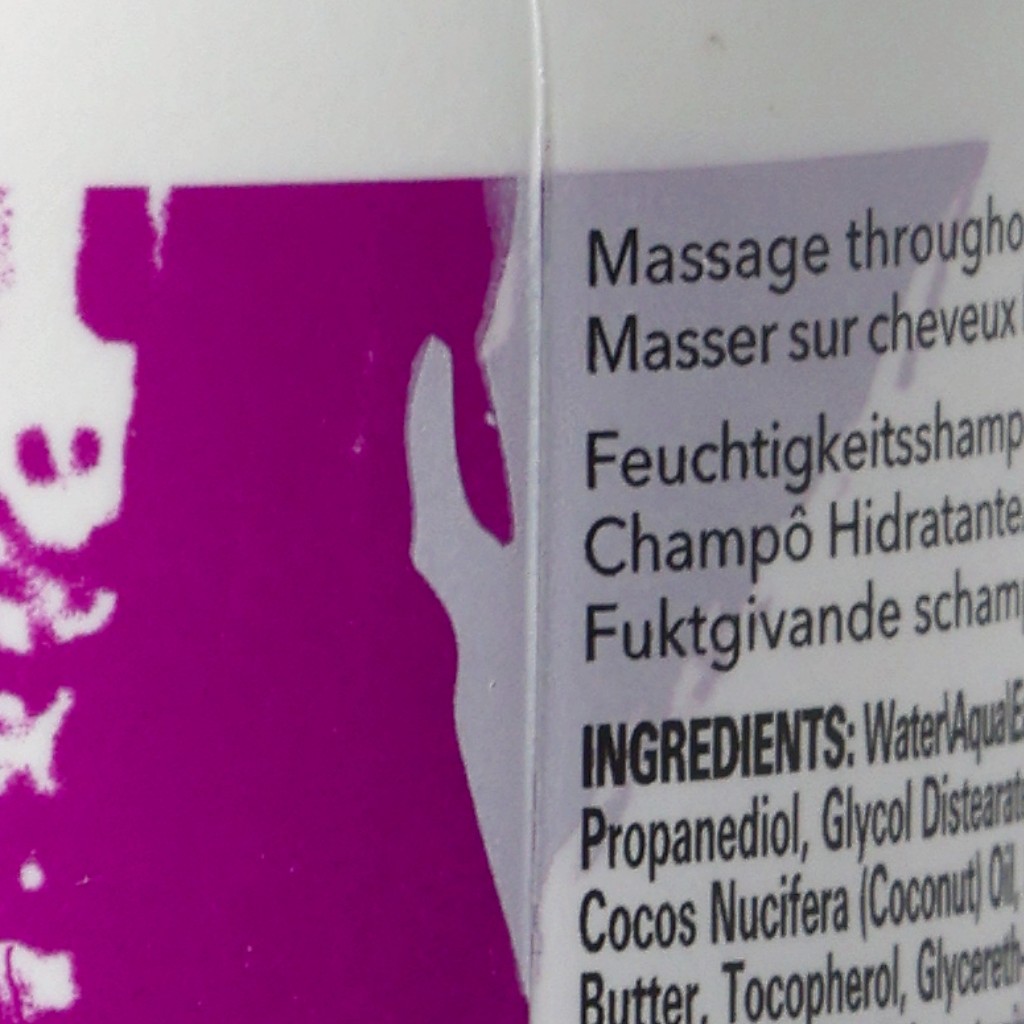 Massage througho
Masser sur cheveux
Feuchtigkeitsshamp
Champô Hidratante
Fuktgivande scham
INGREDIENTS: Water\Aqua\E
Propanediol, Glycol Distearat
Cocos Nucifera (Coconut) Oil,
Butter, Tocopherol, Glycereth-